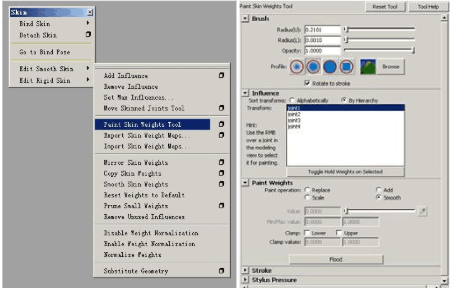 Skin
Bind Skin
Detach Skin
Go to Bind Pose
Edit Smooth Skin
Edit Rigid Skin
Add Influence
Remove Influence
Set Max Influences...
Move Skinned Joints Tool
Paint Skin Weights Tool
Export Skin Weight Maps...
Import Skin Weight Maps...
Mirror Skin Weights
Copy Skin Weights
Smooth Skin Weights
Reset Weights to Default
Prune Small Weights
Remove Unused Influences
Disable Weight Normalization
Enable Weight Normalization
Normalize Weights
Substitute Geometry
Paint Skin Weights Tool
Reset Tool
Tool Help
Brush
Radius(U): 0.2101
Radius(L): 0.0010
Opacity: 1.0000
Profile:
Browse
Rotate to stroke
Influence
Sort transforms: Alphabetically By Hierarchy
Transform: joint1
joint2
joint3
joint4
Hint:
Use the RMB
over a joint in
the modeling
view to select
it for painting.
Toggle Hold Weights on Selected
Paint Weights
Paint operation: Replace Add
Scale Smooth
Value: 0.0000
Min/Max value: 0.0000 1.0000
Clamp: Lower Upper
Clamp values: 0.0000 1.0000
Flood
Stroke
Stylus Pressure